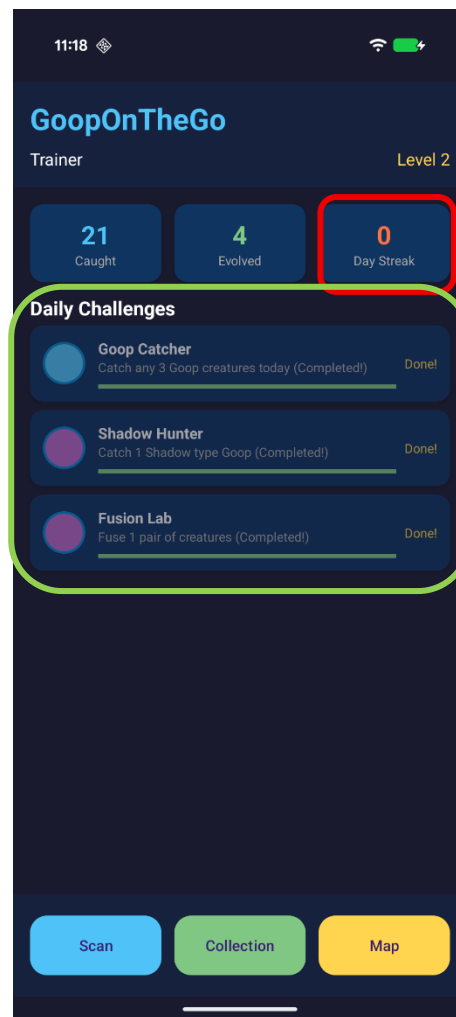 11:18
GoopOnTheGo
Trainer
Level 2
21
Caught
4
Evolved
0
Day Streak
Daily Challenges
Goop Catcher
Catch any 3 Goop creatures today (Completed!)
Done!
Shadow Hunter
Catch 1 Shadow type Goop (Completed!)
Done!
Fusion Lab
Fuse 1 pair of creatures (Completed!)
Done!
Scan
Collection
Map